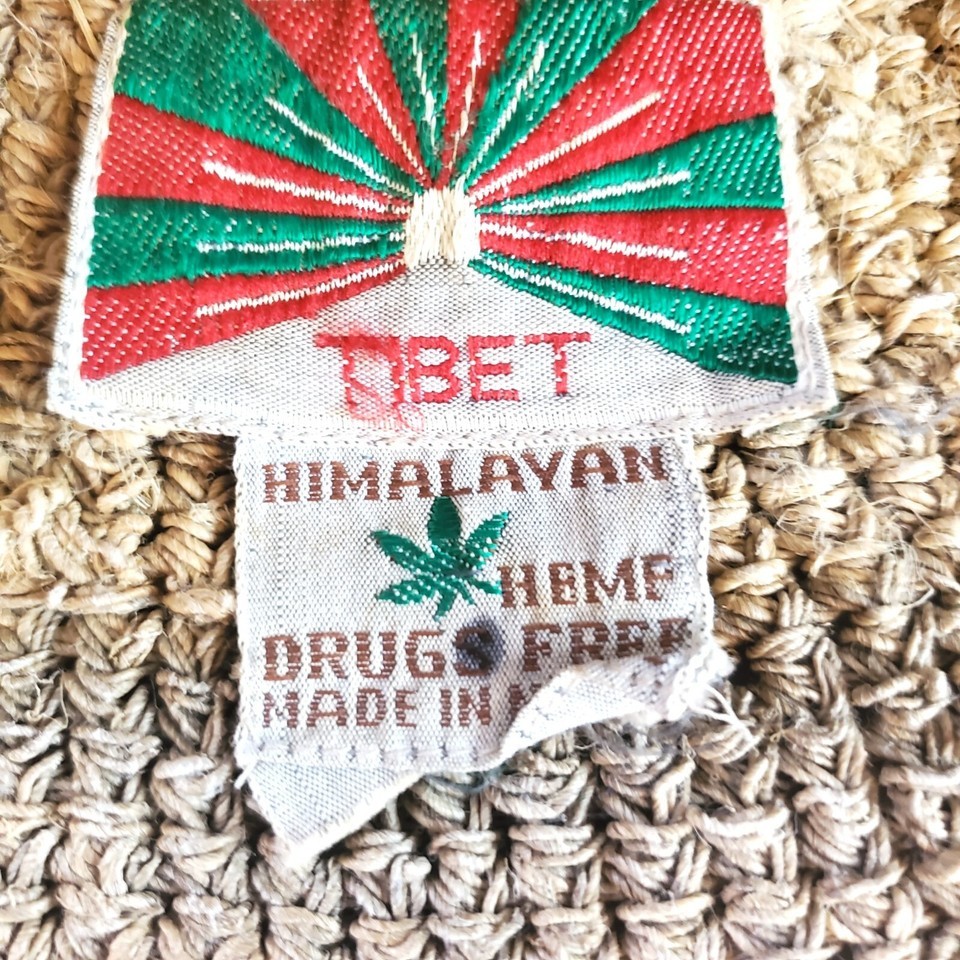 TIBET
HIMALAYAN
HEMP
DRUGS FREE
MADE IN